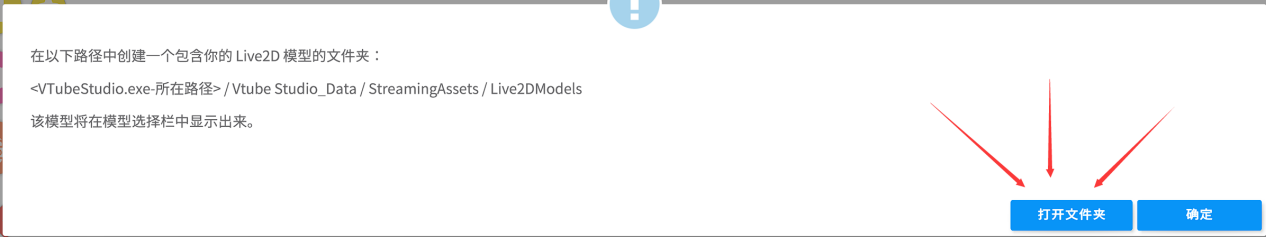 在以下路径中创建一个包含你的 Live2D 模型的文件夹：
<VTubeStudio.exe-所在路径> / Vtube Studio_Data / StreamingAssets / Live2DModels
该模型将在模型选择栏中显示出来。
打开文件夹 确定